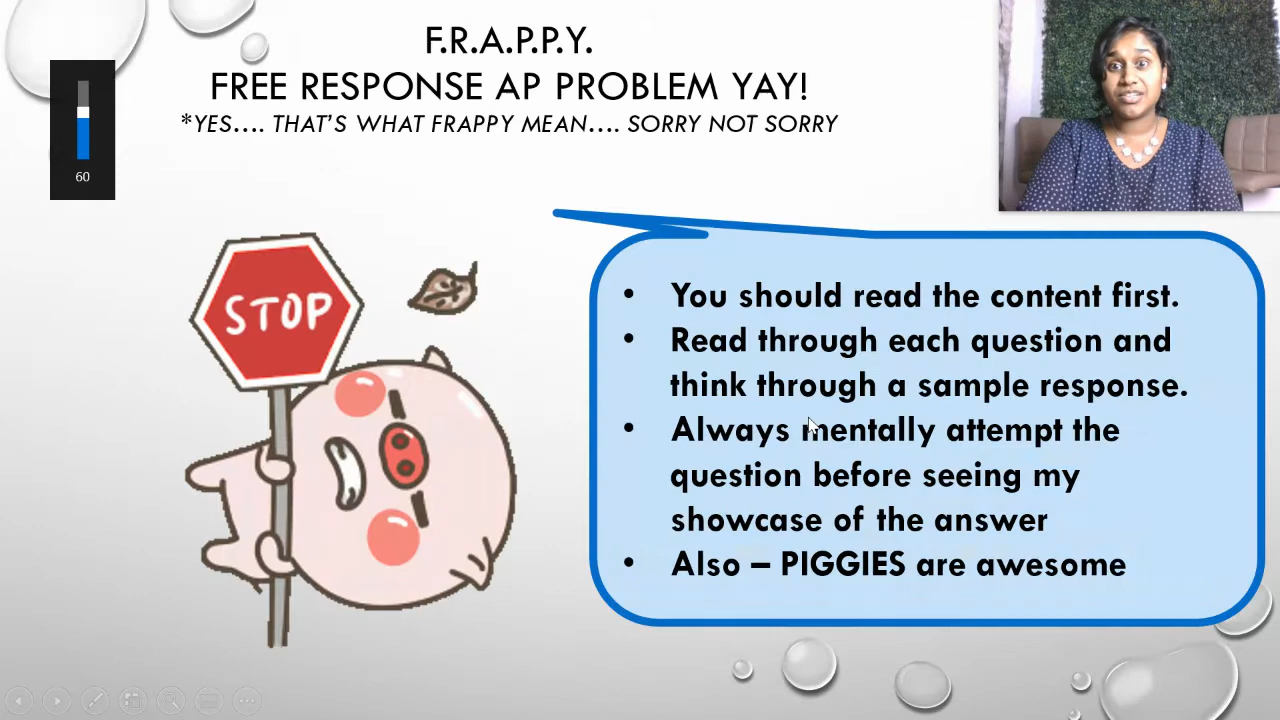 F.R.A.P.P.Y.
FREE RESPONSE AP PROBLEM YAY!
*YES.... THAT'S WHAT FRAPPY MEAN.... SORRY NOT SORRY
60
STOP
• You should read the content first.
• Read through each question and
think through a sample response.
• Always mentally attempt the
question before seeing my
showcase of the answer
• Also – PIGGIES are awesome